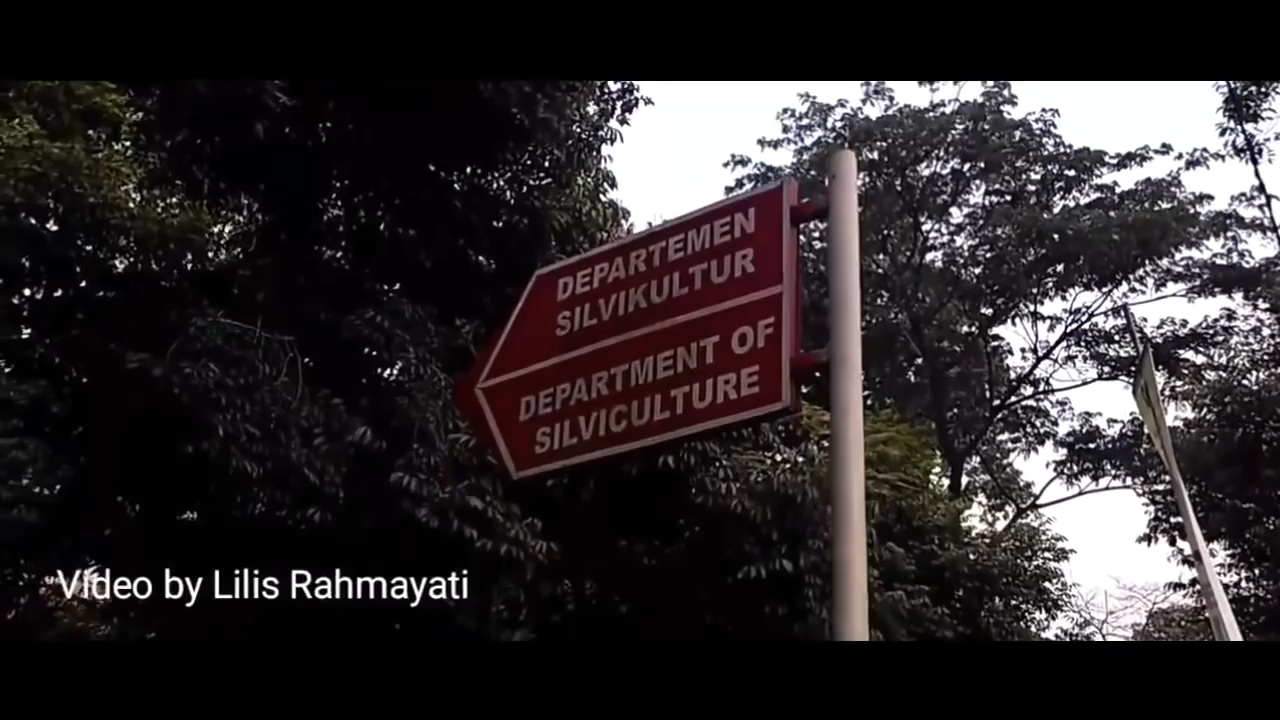 DEPARTEMEN
SILVIKULTUR
DEPARTMENT OF
SILVICULTURE
Video by Lilis Rahmayati